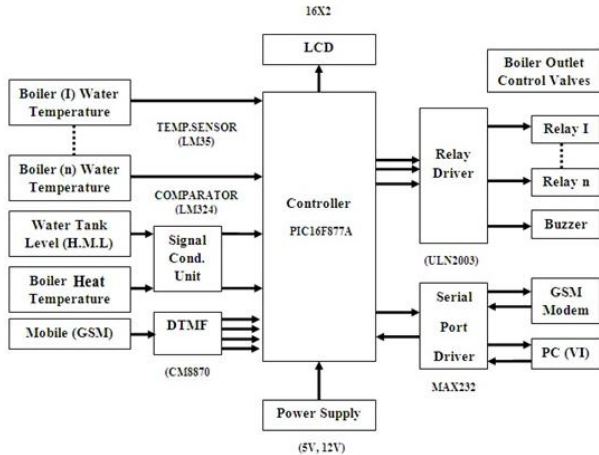 16X2
LCD
Boiler Outlet
Control Valves
Boiler (I) Water
Temperature
TEMP.SENSOR
(LM35)
Boiler (n) Water
Temperature
COMPARATOR
(LM324)
Water Tank
Level (H.M.L)
Signal
Cond.
Unit
Boiler Heat
Temperature
Mobile (GSM)
DTMF
(CM8870
Controller
PIC16F877A
Power Supply
(5V, 12V)
Relay
Driver
(ULN2003)
Relay I
Relay n
Buzzer
Serial
Port
Driver
MAX232
GSM
Modem
PC (VI)